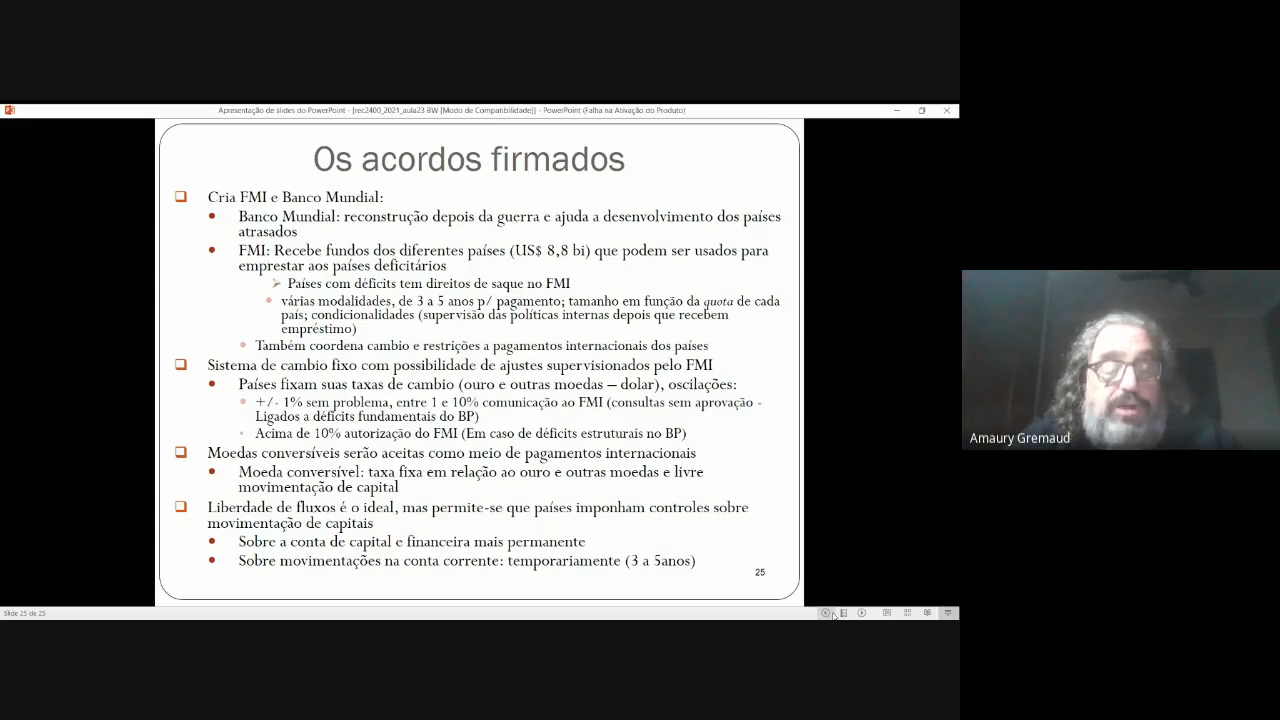 Apresentação de slides do PowerPoint - [rec2400_2021_aula23 BW [Modo de Compatibilidade]] - PowerPoint (Falha na Ativação do Produto)
Os acordos firmados
Cria FMI e Banco Mundial:
Banco Mundial: reconstrução depois da guerra e ajuda a desenvolvimento dos países
atrasados
FMI: Recebe fundos dos diferentes países (US$ 8,8 bi) que podem ser usados para
emprestar aos países deficitários
Países com déficits tem direitos de saque no FMI
várias modalidades, de 3 a 5 anos p/ pagamento; tamanho em função da quota de cada
país; condicionalidades (supervisão das políticas internas depois que recebem
empréstimo)
Também coordena cambio e restrições a pagamentos internacionais dos países
Sistema de cambio fixo com possibilidade de ajustes supervisionados pelo FMI
Países fixam suas taxas de cambio (ouro e outras moedas – dolar), oscilações:
+/- 1% sem problema, entre 1 e 10% comunicação ao FMI (consultas sem aprovação -
Ligados a déficits fundamentais do BP)
Acima de 10% autorização do FMI (Em caso de déficits estruturais no BP)
Moedas conversíveis serão aceitas como meio de pagamentos internacionais
Moeda conversível: taxa fixa em relação ao ouro e outras moedas e livre
movimentação de capital
Liberdade de fluxos é o ideal, mas permite-se que países imponham controles sobre
movimentação de capitais
Sobre a conta de capital e financeira mais permanente
Sobre movimentações na conta corrente: temporariamente (3 a 5anos)
25
Slide 25 de 25
Amaury Gremaud